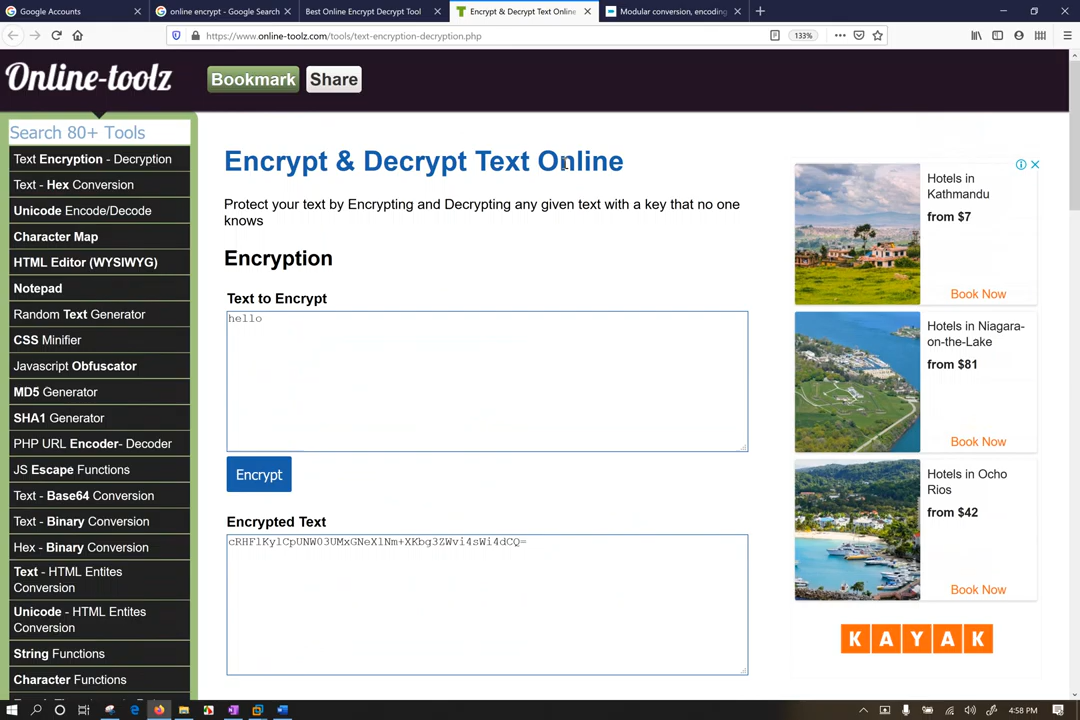 Google Accounts
online encrypt - Google Search
Best Online Encrypt Decrypt Tool
Encrypt & Decrypt Text Online
Modular conversion, encoding
https://www.online-toolz.com/tools/text-encryption-decryption.php
133%
Online-toolz
Bookmark
Share
Search 80+ Tools
Text Encryption - Decryption
Text - Hex Conversion
Unicode Encode/Decode
Character Map
HTML Editor (WYSIWYG)
Notepad
Random Text Generator
CSS Minifier
Javascript Obfuscator
MD5 Generator
SHA1 Generator
PHP URL Encoder- Decoder
JS Escape Functions
Text - Base64 Conversion
Text - Binary Conversion
Hex - Binary Conversion
Text - HTML Entites
Conversion
Unicode - HTML Entites
Conversion
String Functions
Character Functions
Encrypt & Decrypt Text Online
Protect your text by Encrypting and Decrypting any given text with a key that no one
knows
Encryption
Text to Encrypt
hello
Encrypt
Encrypted Text
cRHFlKylCpUNW03UMxGNeXlNm+XKbg3ZWvi4sWi4dCQ=
Hotels in
Kathmandu
from $7
Book Now
Hotels in Niagara-
on-the-Lake
from $81
Book Now
Hotels in Ocho
Rios
from $42
Book Now
KAYAK
4:58 PM